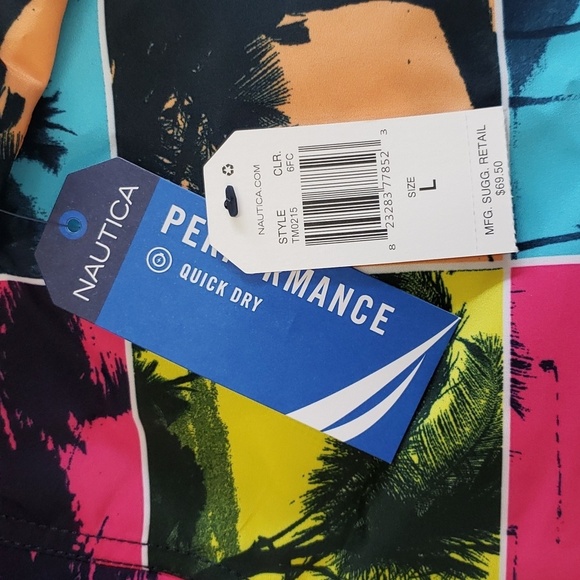 NAUTICA
PERFORMANCE
QUICK DRY
NAUTICA.COM
STYLE CLR.
TM0215 6FC
8 23283 77852 3
SIZE
L
MFG. SUGG. RETAIL
$69.50